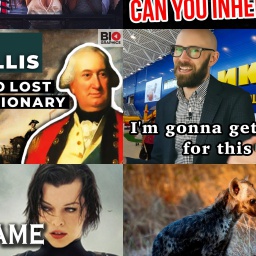 CAN YOU INHE
BIO
GRAPHICS
LLIS
O LOST
IONARY
I'm gonna get
for this
AME